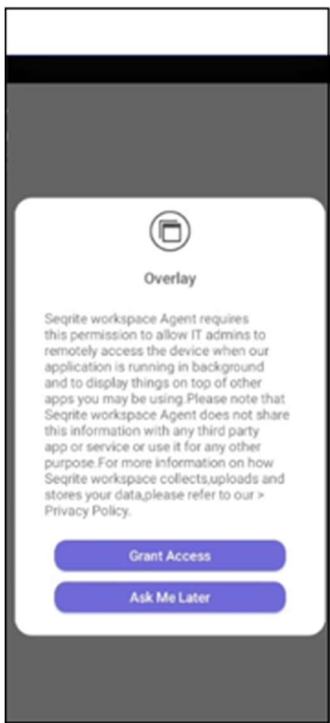 Overlay
Seqrite workspace Agent requires
this permission to allow IT admins to
remotely access the device when our
application is running in background
and to display things on top of other
apps you may be using.Please note that
Seqrite workspace Agent does not share
this information with any third party
app or service or use it for any other
purpose.For more information on how
Seqrite workspace collects,uploads and
stores your data,please refer to our >
Privacy Policy.
Grant Access
Ask Me Later